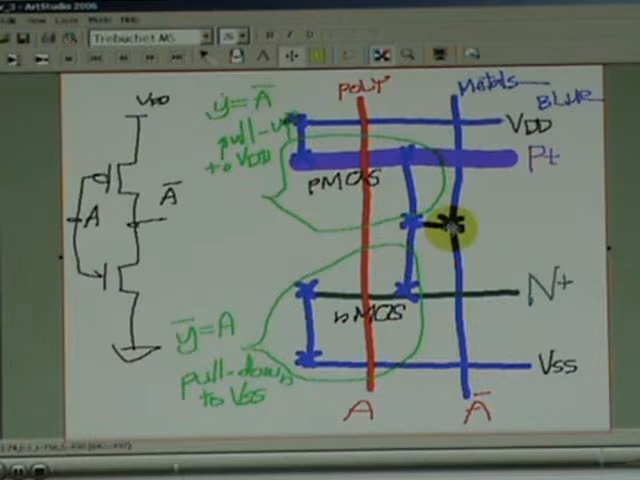 ArtStudio 2006
Trebuchet MS
26
VDD
A
A̅
y = A̅
pull-up
to VDD
POLY
Metals
BLUE
VDD
P+
pMOS
N+
nMOS
y̅ = A
pull-down
to VSS
VSS
A
A̅